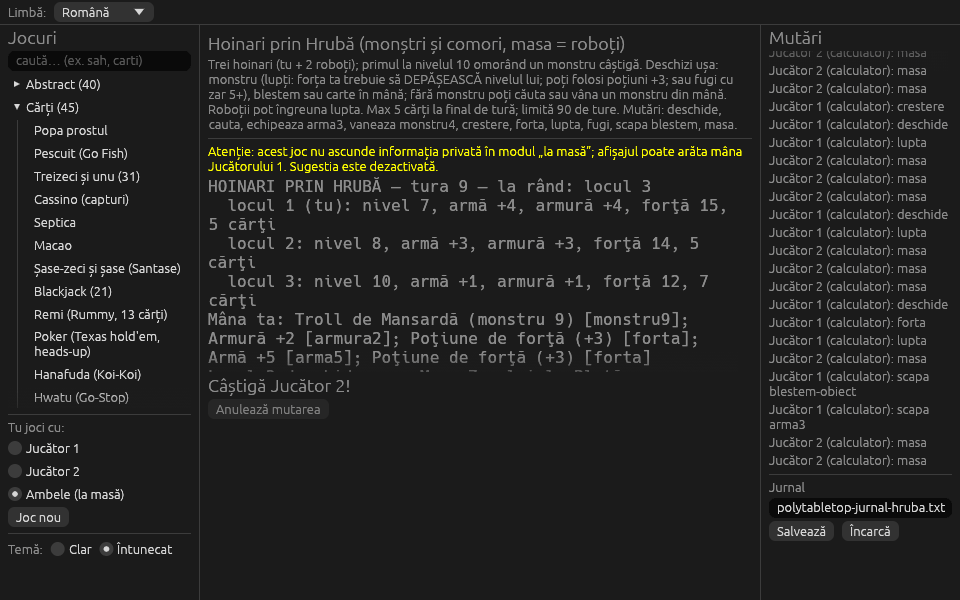 Limbă: Română
Jocuri
caută... (ex. sah, carti)
Abstract (40)
Cărți (45)
Popa prostul
Pescuit (Go Fish)
Treizeci și unu (31)
Cassino (capturi)
Septica
Macao
Șase-zeci și șase (Santase)
Blackjack (21)
Remi (Rummy, 13 cărți)
Poker (Texas hold'em,
heads-up)
Hanafuda (Koi-Koi)
Hwatu (Go-Stop)
Tu joci cu:
Jucător 1
Jucător 2
Ambele (la masă)
Joc nou
Temă: Clar Întunecat
Hoinari prin Hrubă (monștri și comori, masa = roboți)
Trei hoinari (tu + 2 roboți); primul la nivelul 10 omorând un monstru câștigă. Deschizi ușa:
monstru (lupți: forța ta trebuie să DEPĂȘEASCĂ nivelul lui; poți folosi poțiuni +3; sau fugi cu
zar 5+), blestem sau carte în mână; fără monstru poți căuta sau vâna un monstru din mână.
Roboții pot îngreuna lupta. Max 5 cărți la final de tură; limită 90 de ture. Mutări: deschide,
cauta, echipeaza arma3, vaneaza monstru4, crestere, forta, lupta, fugi, scapa blestem, masa.
Atenție: acest joc nu ascunde informația privată în modul „la masă”; afișajul poate arăta mâna
Jucătorului 1. Sugestia este dezactivată.
HOINARI PRIN HRUBĂ — tura 9 — la rând: locul 3
locul 1 (tu): nivel 7, armă +4, armură +4, forţă 15,
5 cărţi
locul 2: nivel 8, armă +3, armură +3, forţă 14, 5
cărţi
locul 3: nivel 10, armă +1, armură +1, forţă 12, 7
cărţi
Mâna ta: Troll de Mansardă (monstru 9) [monstru9];
Armură +2 [armura2]; Poţiune de forţă (+3) [forta];
Armă +5 [arma5]; Poţiune de forţă (+3) [forta]
Câștigă Jucător 2!
Anulează mutarea
Mutări
Jucător 2 (calculator): masa
Jucător 2 (calculator): masa
Jucător 2 (calculator): masa
Jucător 1 (calculator): crestere
Jucător 1 (calculator): deschide
Jucător 1 (calculator): lupta
Jucător 2 (calculator): masa
Jucător 2 (calculator): masa
Jucător 2 (calculator): masa
Jucător 1 (calculator): deschide
Jucător 1 (calculator): lupta
Jucător 2 (calculator): masa
Jucător 2 (calculator): masa
Jucător 1 (calculator): deschide
Jucător 1 (calculator): forta
Jucător 1 (calculator): lupta
Jucător 2 (calculator): masa
Jucător 1 (calculator): scapa
blestem-obiect
Jucător 1 (calculator): scapa
arma3
Jucător 2 (calculator): masa
Jucător 2 (calculator): masa
Jurnal
polytabletop-jurnal-hruba.txt
Salvează Încarcă